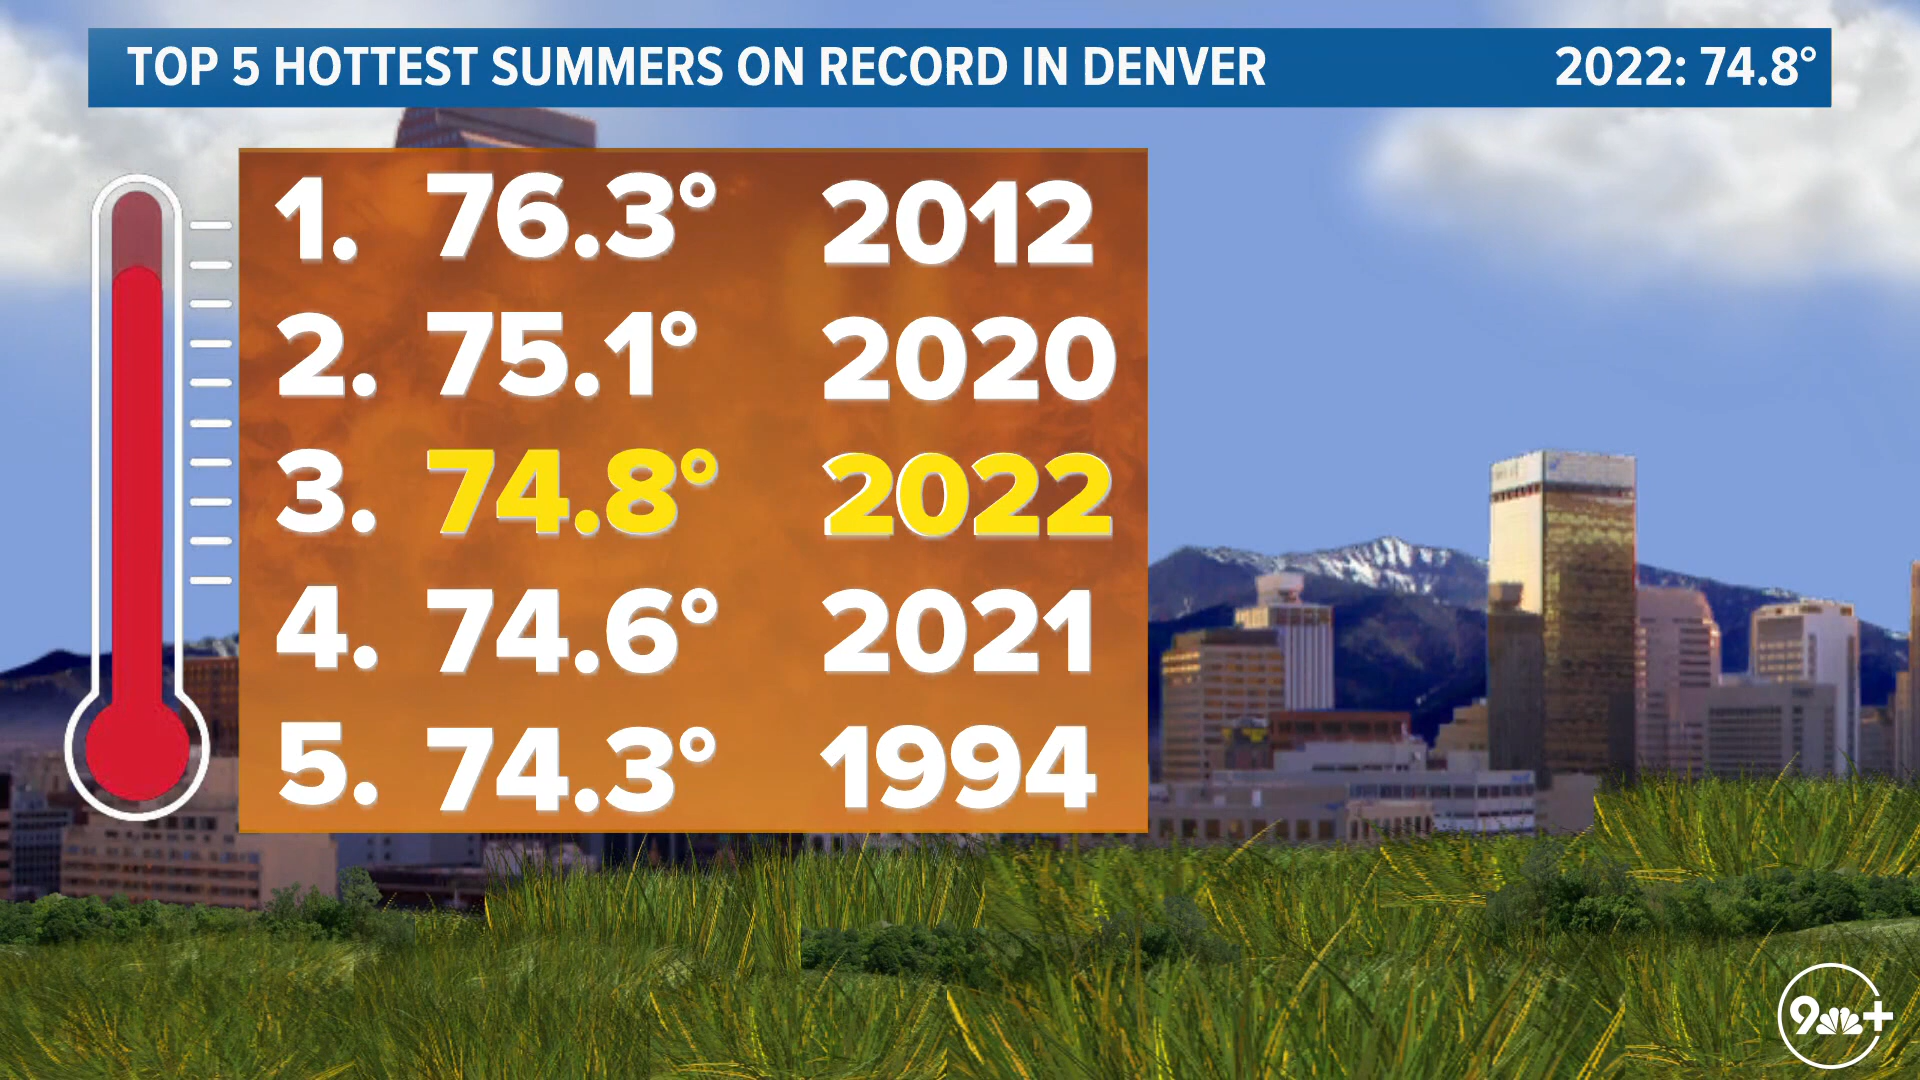 TOP 5 HOTTEST SUMMERS ON RECORD IN DENVER 2022: 74.8°
1. 76.3° 2012
2. 75.1° 2020
3. 74.8° 2022
4. 74.6° 2021
5. 74.3° 1994
9+